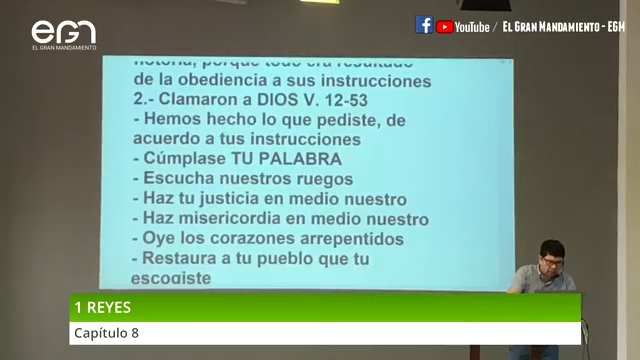 EGM
EL GRAN MANDAMIENTO
YouTube / EL GRAN MANDAMIENTO - EGM
notoria, porque todo era resultado
de la obediencia a sus instrucciones
2.- Clamaron a DIOS V. 12-53
- Hemos hecho lo que pediste, de
acuerdo a tus instrucciones
- Cúmplase TU PALABRA
- Escucha nuestros ruegos
- Haz tu justicia en medio nuestro
- Haz misericordia en medio nuestro
- Oye los corazones arrepentidos
- Restaura a tu pueblo que tu
escogiste
1 REYES
Capítulo 8